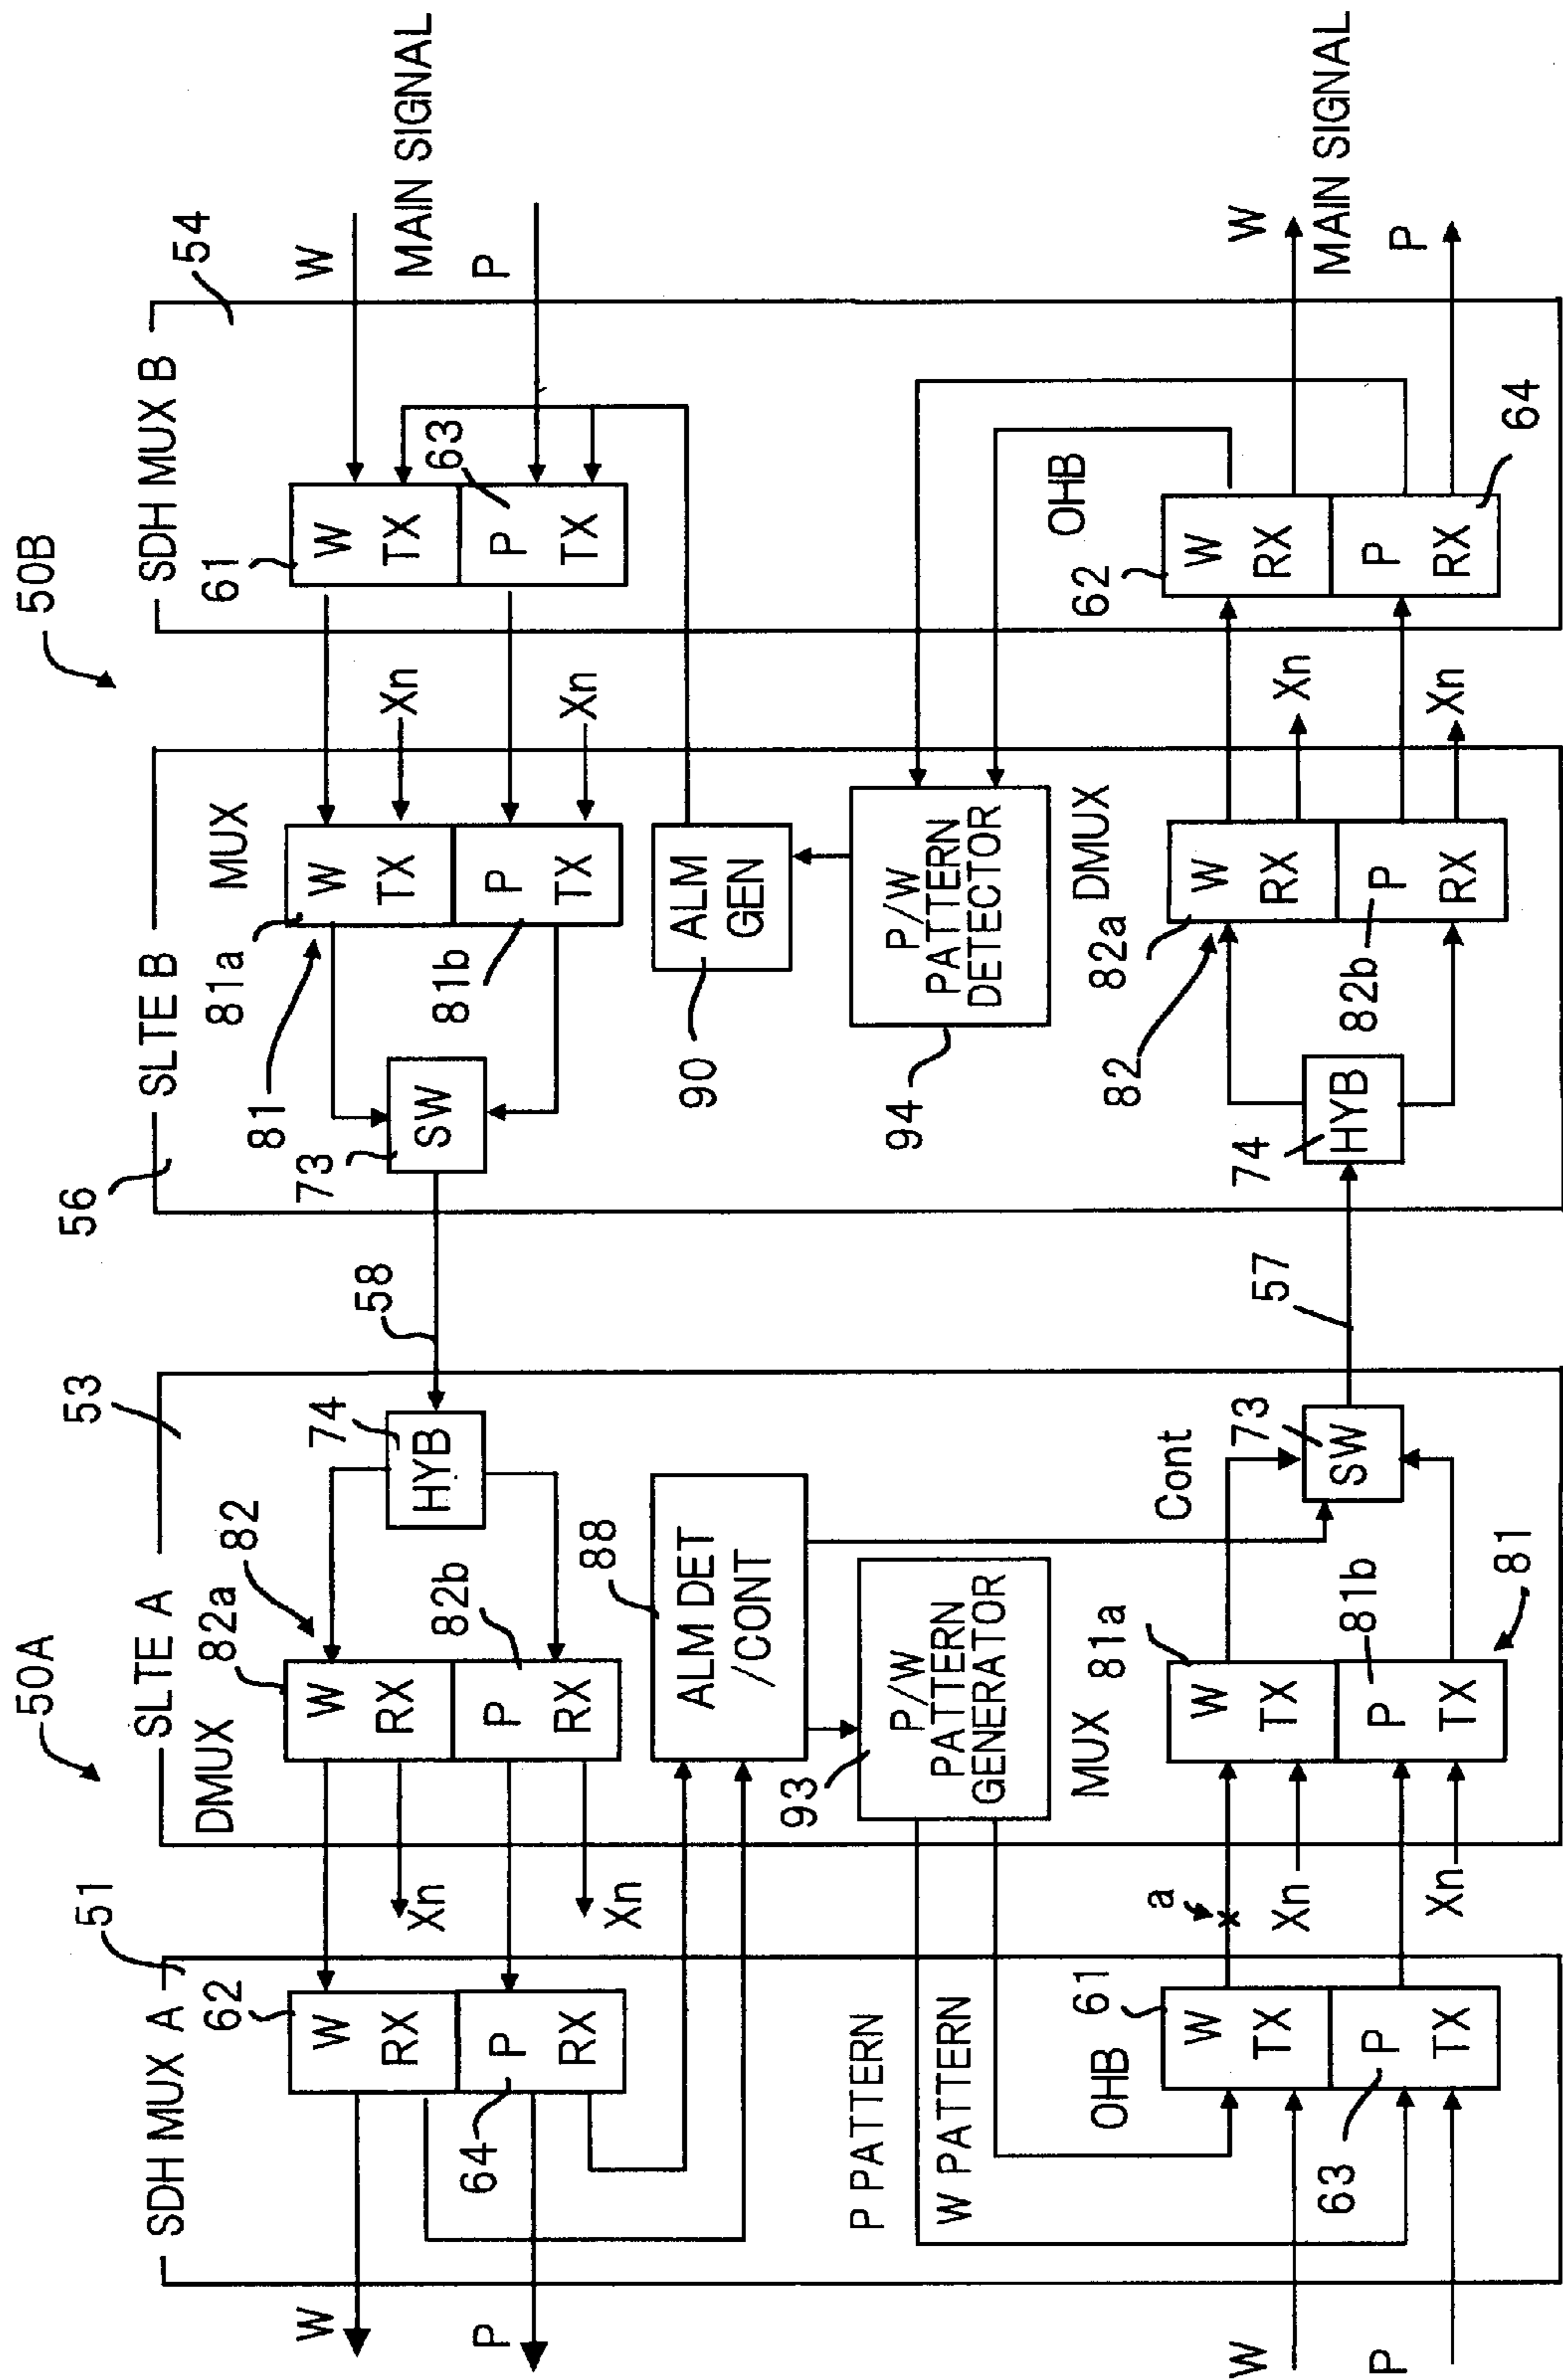 50A
50B
51
SDH MUX A
53
SLTE A
56
SLTE B
SDH MUX B
54
W
P
62
W
RX
P
RX
64
Xn
Xn
DMUX
82a
82
W
RX
P
RX
82b
74
HYB
58
73
SW
81
81a
MUX
W
TX
P
TX
81b
Xn
Xn
61
W
TX
P
TX
63
W
MAIN SIGNAL
P
88
ALM DET
/CONT
90
ALM
GEN
P PATTERN
W PATTERN
93
P/W
PATTERN
GENERATOR
Cont
94
P/W
PATTERN
DETECTOR
OHB
W
P
OHB
61
W
TX
P
TX
63
a
Xn
Xn
MUX
81a
W
TX
P
TX
81b
81
73
SW
57
74
HYB
82
82a
DMUX
W
RX
P
RX
82b
Xn
Xn
62
W
RX
P
RX
64
W
MAIN SIGNAL
P